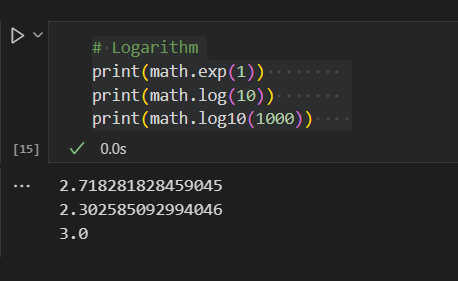 # Logarithm
print(math.exp(1))
print(math.log(10))
print(math.log10(1000))
[15] 0.0s
2.718281828459045
2.302585092994046
3.0